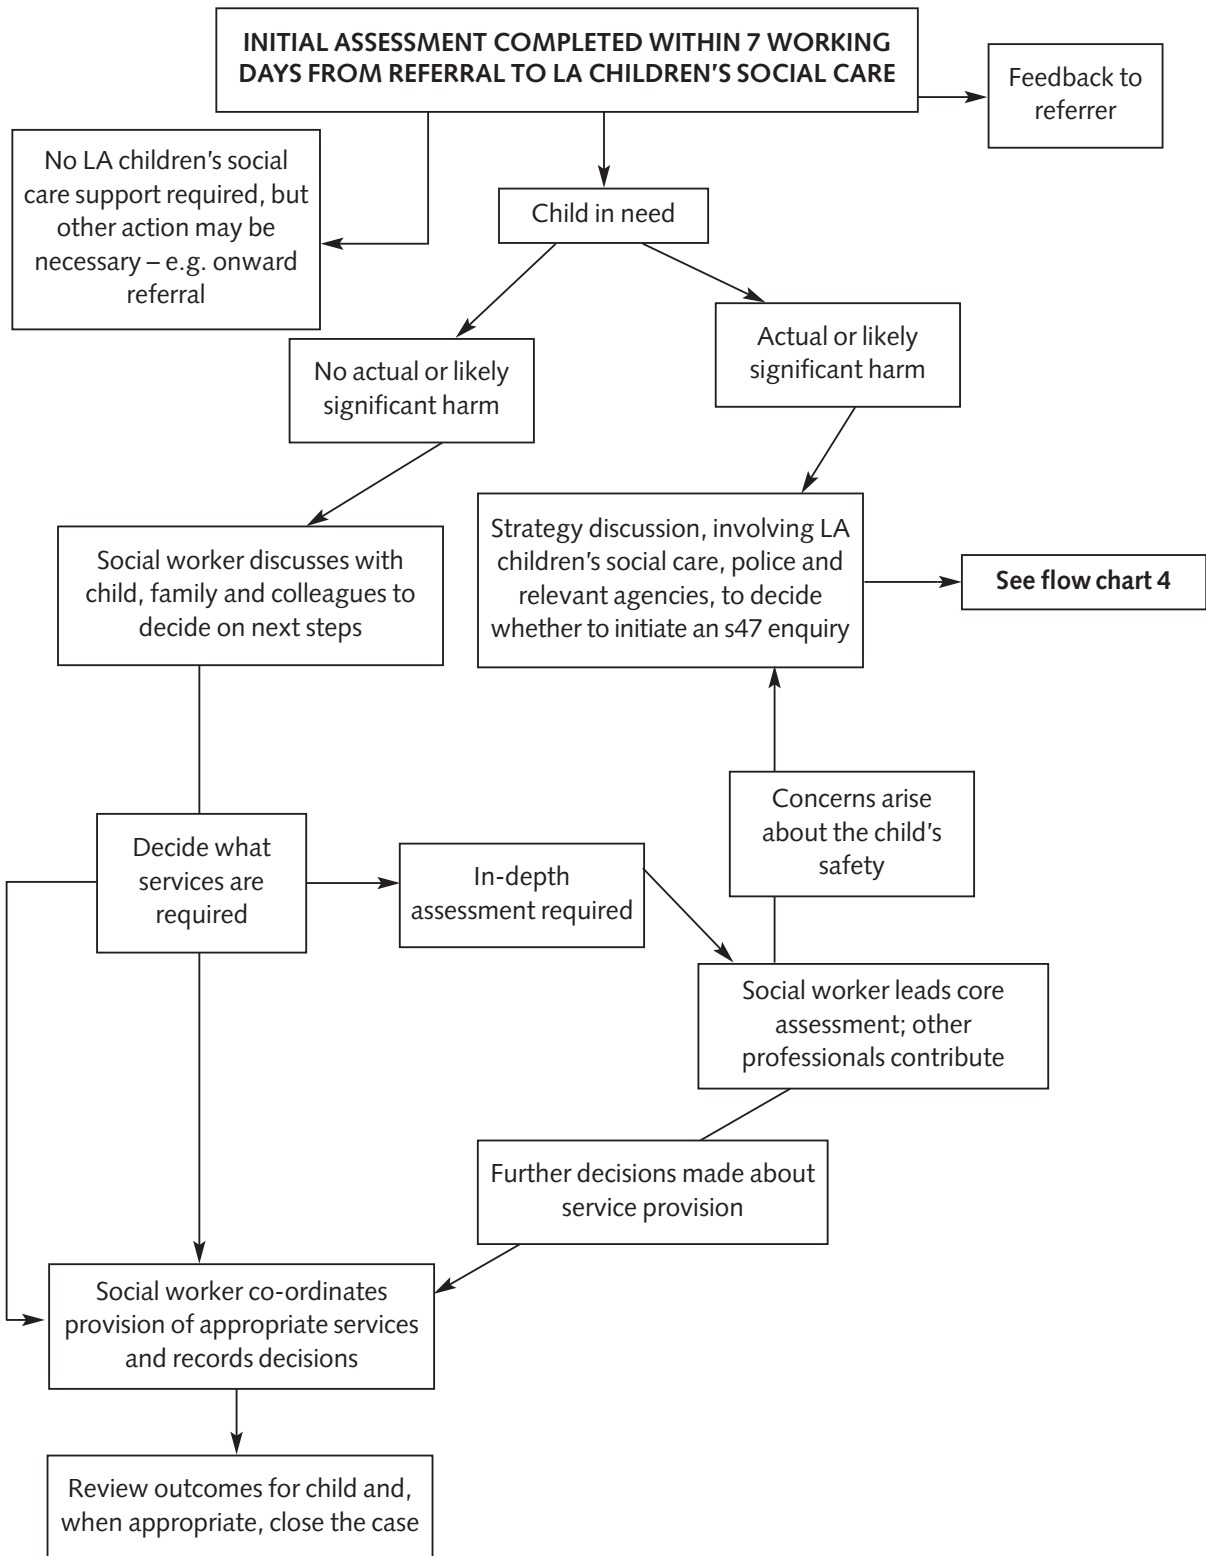 INITIAL ASSESSMENT COMPLETED WITHIN 7 WORKING
DAYS FROM REFERRAL TO LA CHILDREN'S SOCIAL CARE
Feedback to
referrer
No LA children's social
care support required, but
other action may be
necessary – e.g. onward
referral
Child in need
No actual or likely
significant harm
Actual or likely
significant harm
Social worker discusses with
child, family and colleagues to
decide on next steps
Strategy discussion, involving LA
children's social care, police and
relevant agencies, to decide
whether to initiate an s47 enquiry
See flow chart 4
Concerns arise
about the child's
safety
Decide what
services are
required
In-depth
assessment required
Social worker leads core
assessment; other
professionals contribute
Further decisions made about
service provision
Social worker co-ordinates
provision of appropriate services
and records decisions
Review outcomes for child and,
when appropriate, close the case